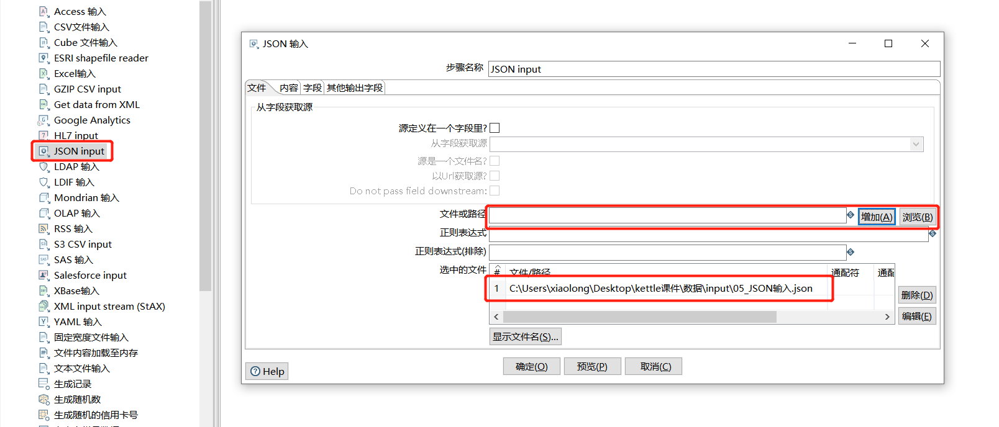 Access 输入
CSV文件输入
Cube 文件输入
ESRI shapefile reader
Excel输入
GZIP CSV input
Get data from XML
Google Analytics
HL7 input
JSON input
LDAP 输入
LDIF 输入
Mondrian 输入
OLAP 输入
RSS 输入
S3 CSV input
SAS 输入
Salesforce input
XBase输入
XML input stream (StAX)
YAML 输入
固定宽度文件输入
文件内容加载至内存
文本文件输入
生成记录
生成随机数
生成随机的信用卡号
JSON 输入
步骤名称 JSON input
文件 内容 字段 其他输出字段
从字段获取源
源定义在一个字段里?
从字段获取源
源是一个文件名?
以Url获取源?
Do not pass field downstream:
文件或路径 增加(A) 浏览(B)
正则表达式
正则表达式(排除)
选中的文件 # 文件/路径 通配符 通配
1 C:\Users\xiaolong\Desktop\kettle课件\数据\input\05_JSON输入.json
删除(D)
编辑(E)
显示文件名(S)...
Help 确定(O) 预览(P) 取消(C)